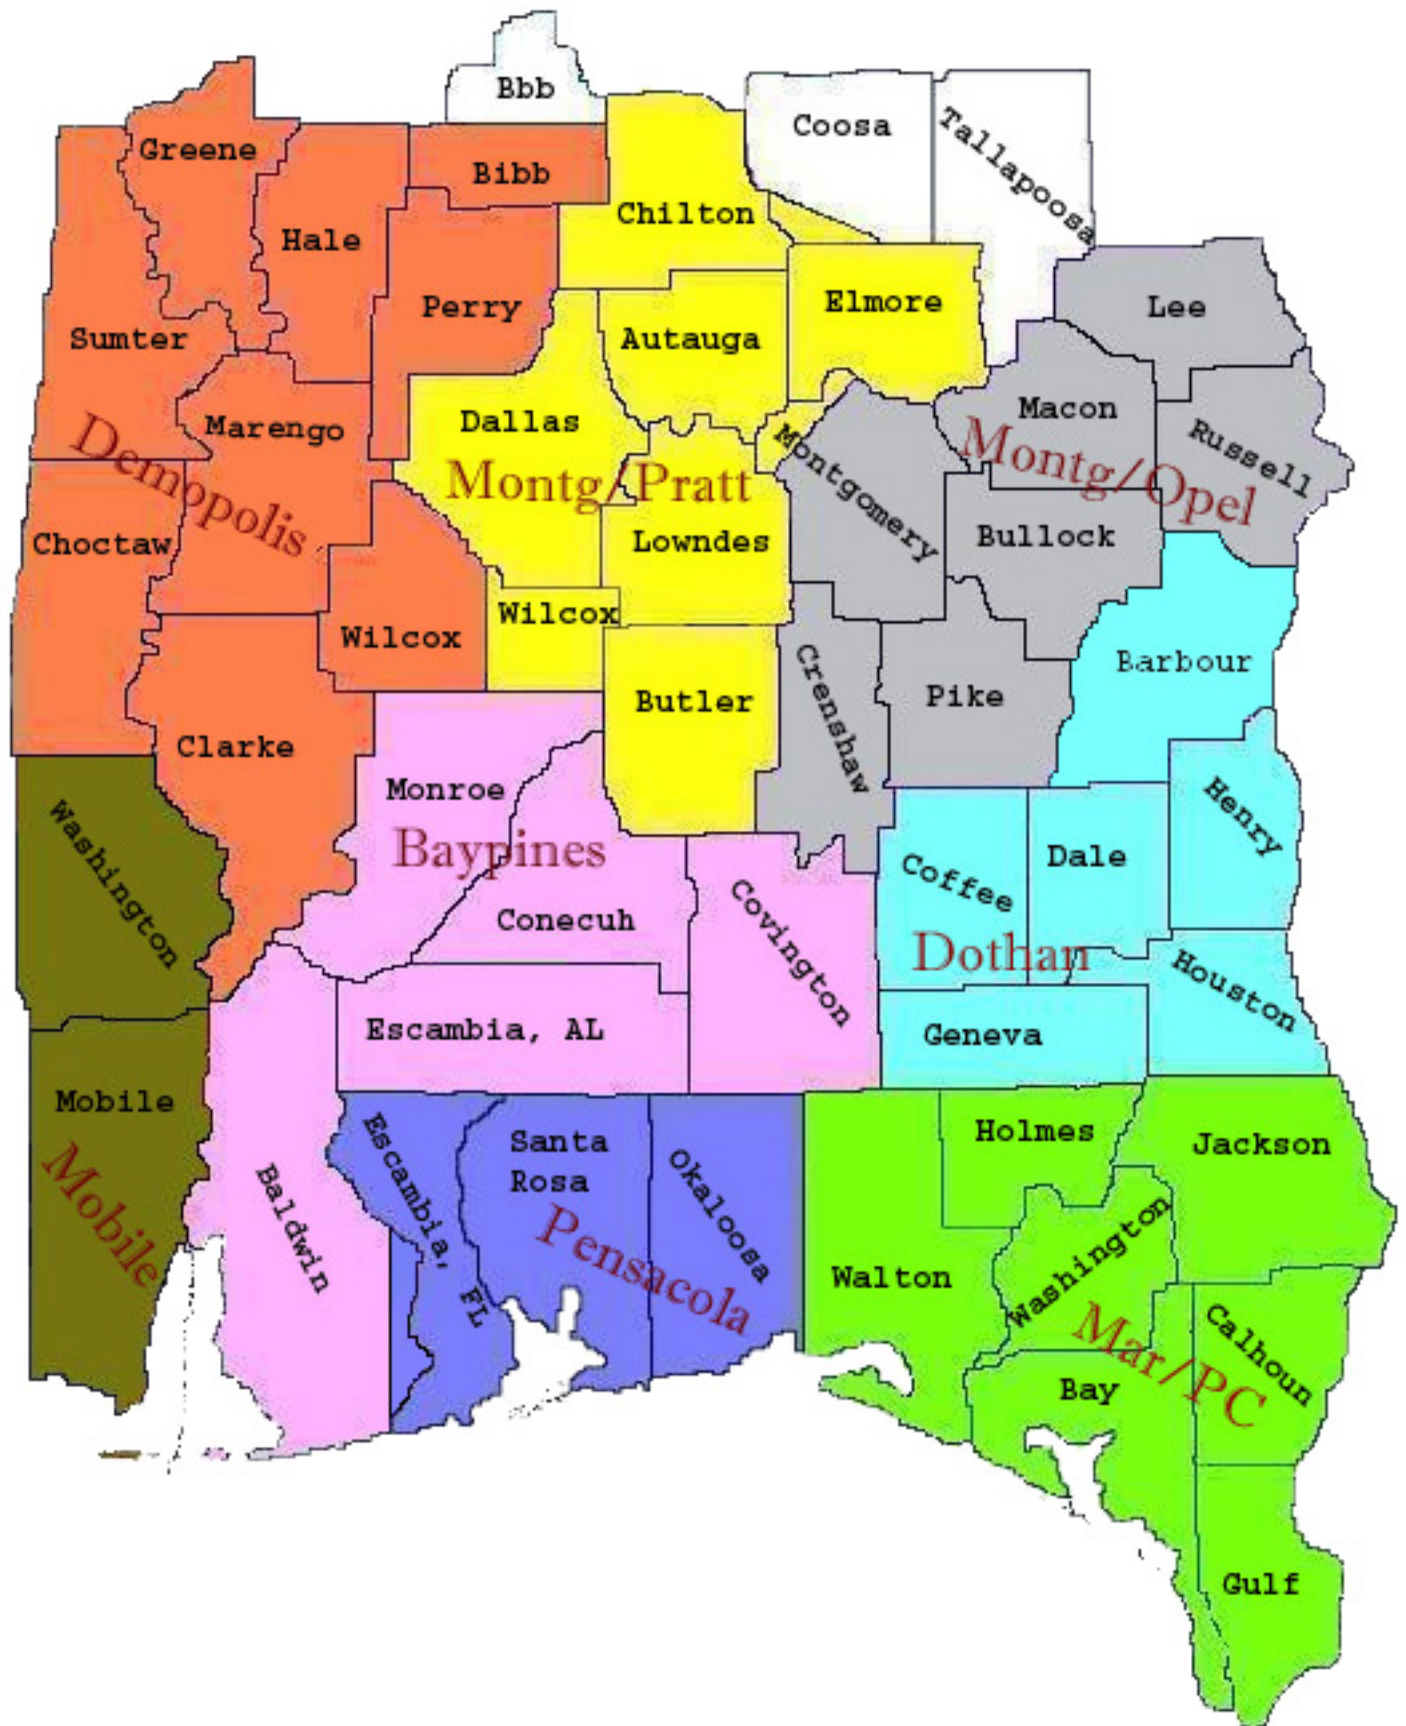 Bbb
Coosa
Tallapoosa
Greene
Bibb
Chilton
Hale
Perry
Elmore
Lee
Sumter
Autauga
Marengo
Dallas
Macon
Russell
Demopolis
Montg/Pratt
Montgomery
Montg/Opel
Choctaw
Lowndes
Bullock
Wilcox
Wilcox
Barbour
Butler
Crenshaw
Pike
Clarke
Monroe
Washington
Baypines
Henry
Coffee
Dale
Conecuh
Covington
Dothan
Houston
Escambia, AL
Geneva
Mobile
Mobile
Baldwin
Escambia, FL
Santa
Rosa
Okaloosa
Pensacola
Holmes
Jackson
Walton
Washington
Mar/PC
Calhoun
Bay
Gulf